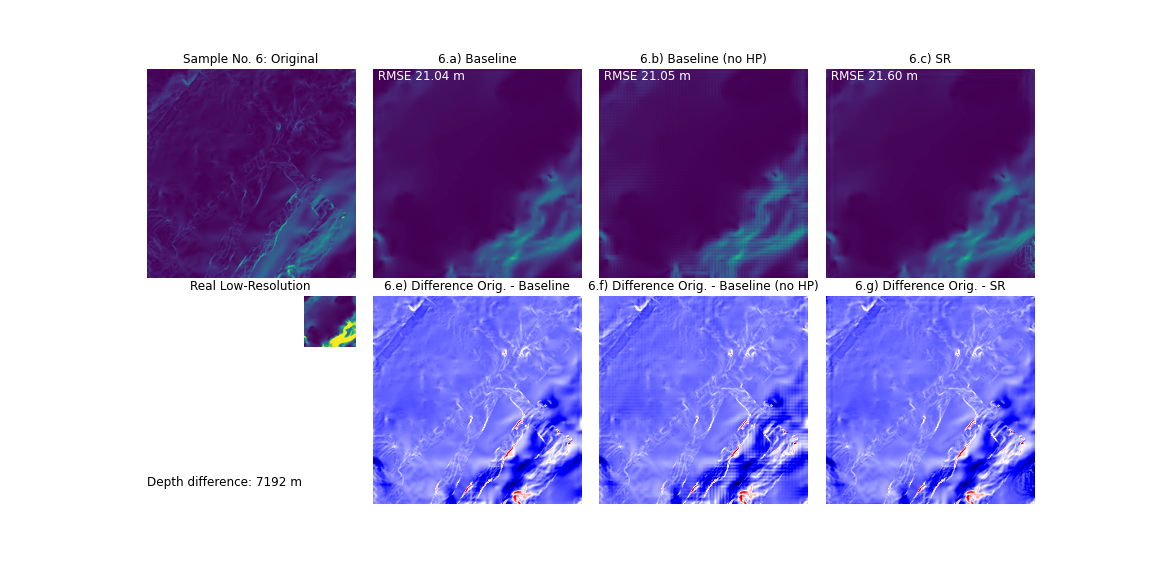 Sample No. 6: Original
6.a) Baseline
6.b) Baseline (no HP)
6.c) SR
RMSE 21.04 m
RMSE 21.05 m
RMSE 21.60 m
Real Low-Resolution
6.e) Difference Orig. - Baseline
6.f) Difference Orig. - Baseline (no HP)
6.g) Difference Orig. - SR
Depth difference: 7192 m